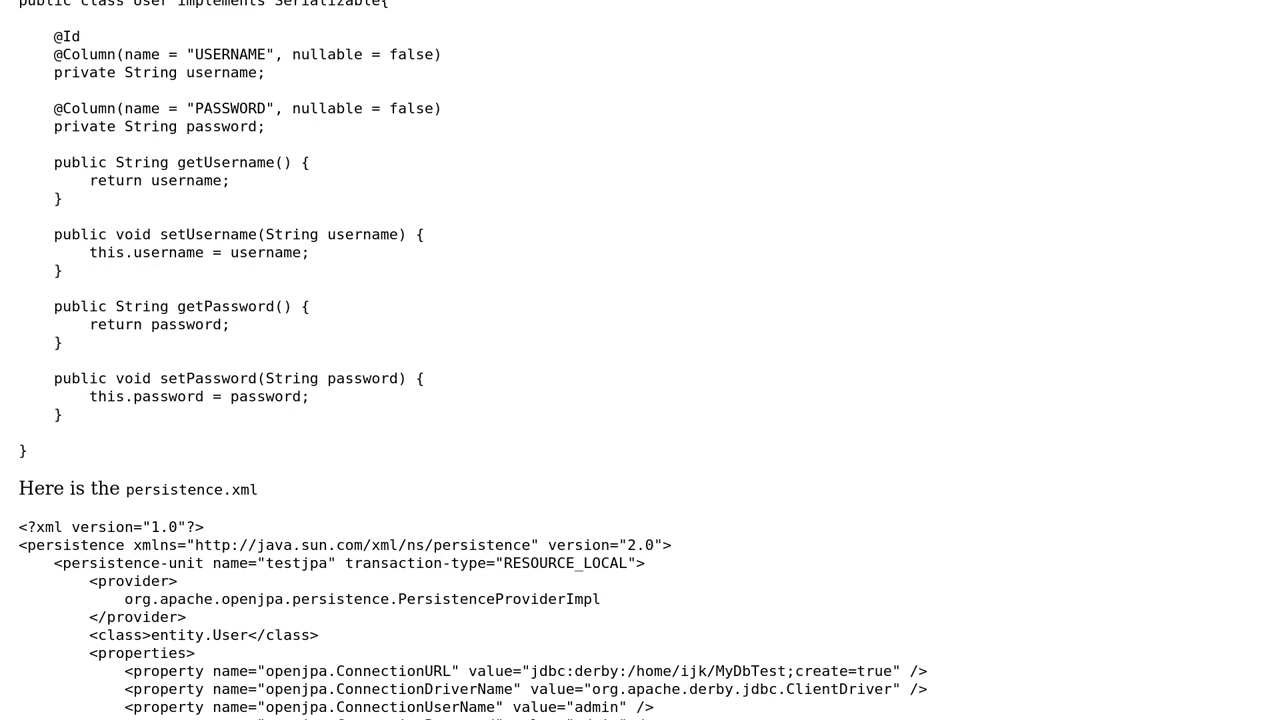 public class User implements Serializable{
@Id
@Column(name = "USERNAME", nullable = false)
private String username;
@Column(name = "PASSWORD", nullable = false)
private String password;
public String getUsername() {
return username;
}
public void setUsername(String username) {
this.username = username;
}
public String getPassword() {
return password;
}
public void setPassword(String password) {
this.password = password;
}
}
Here is the persistence.xml
<?xml version="1.0"?>
<persistence xmlns="http://java.sun.com/xml/ns/persistence" version="2.0">
<persistence-unit name="testjpa" transaction-type="RESOURCE_LOCAL">
<provider>
org.apache.openjpa.persistence.PersistenceProviderImpl
</provider>
<class>entity.User</class>
<properties>
<property name="openjpa.ConnectionURL" value="jdbc:derby:/home/ijk/MyDbTest;create=true" />
<property name="openjpa.ConnectionDriverName" value="org.apache.derby.jdbc.ClientDriver" />
<property name="openjpa.ConnectionUserName" value="admin" />